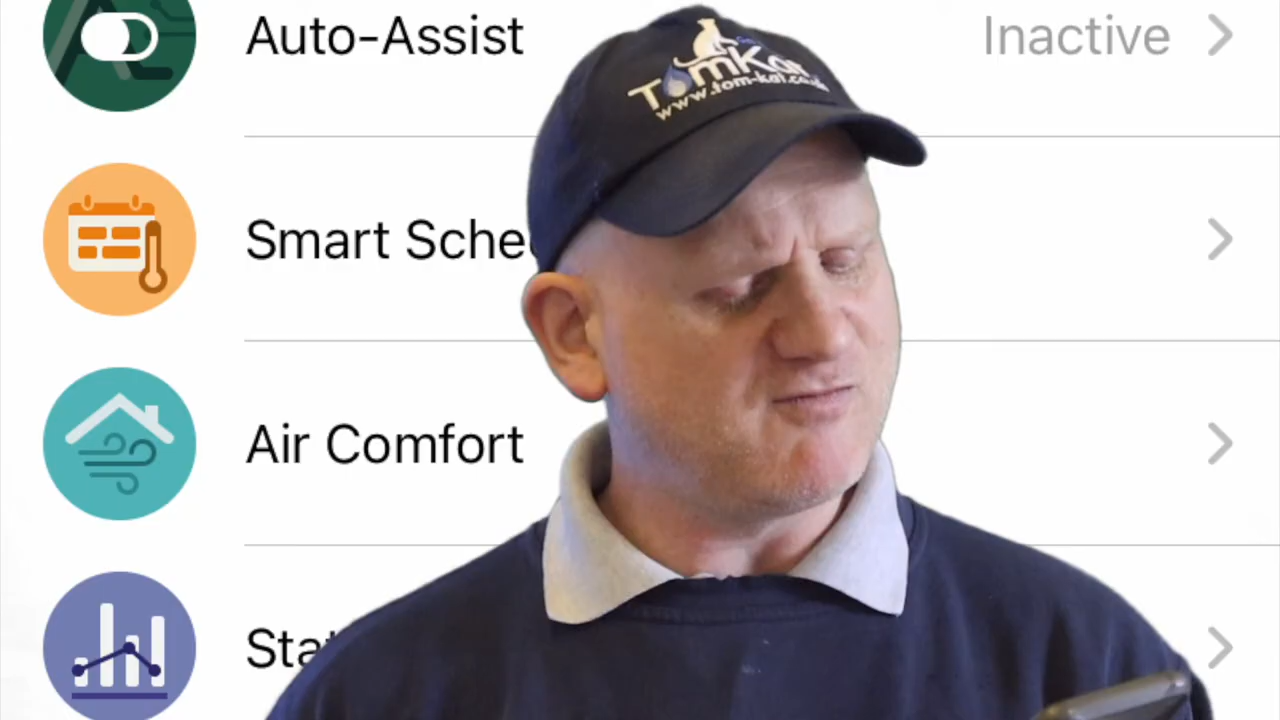 Auto-Assist
Inactive
TomKat
www.tom-kat.co.uk
Smart Sche
Air Comfort
Sta